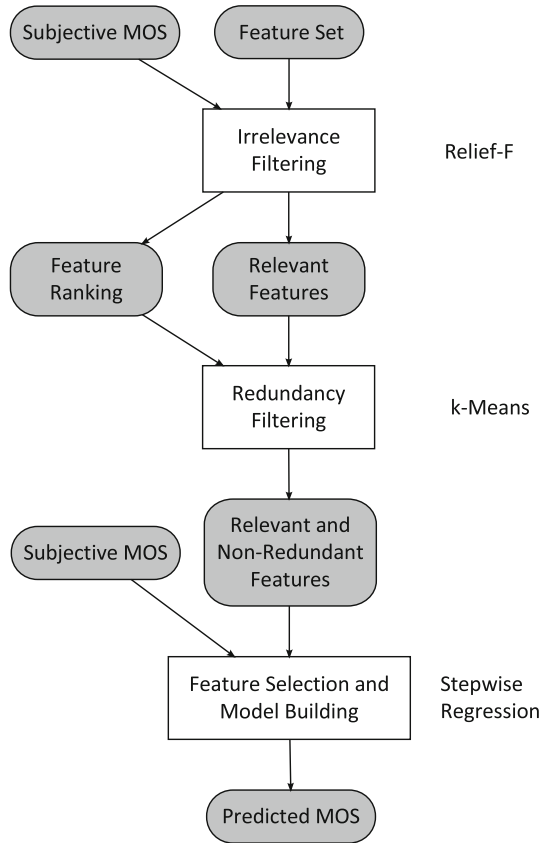 Subjective MOS
Feature Set
Irrelevance
Filtering
Relief-F
Feature
Ranking
Relevant
Features
Redundancy
Filtering
k-Means
Relevant and
Non-Redundant
Features
Subjective MOS
Feature Selection and
Model Building
Stepwise
Regression
Predicted MOS